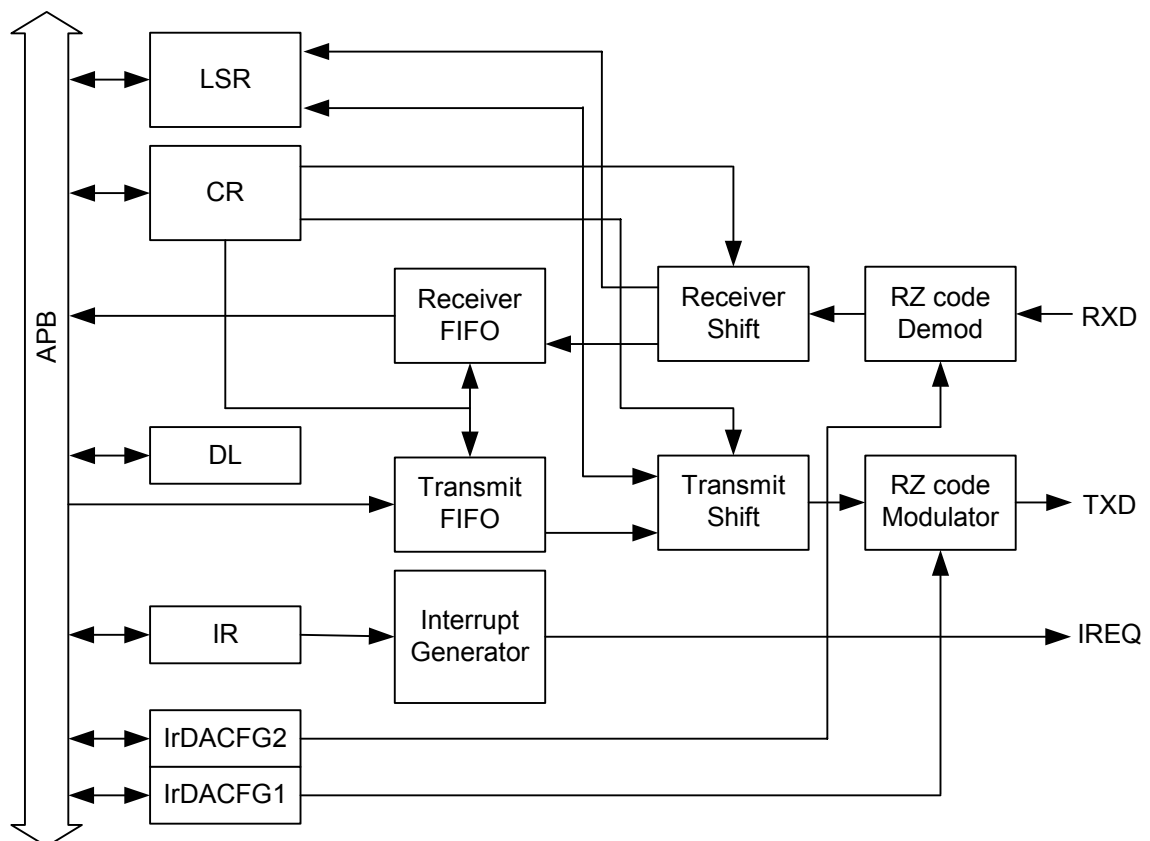 APB
LSR
CR
Receiver
FIFO
Receiver
Shift
RZ code
Demod
RXD
DL
Transmit
FIFO
Transmit
Shift
RZ code
Modulator
TXD
IR
Interrupt
Generator
IREQ
IrDACFG2
IrDACFG1